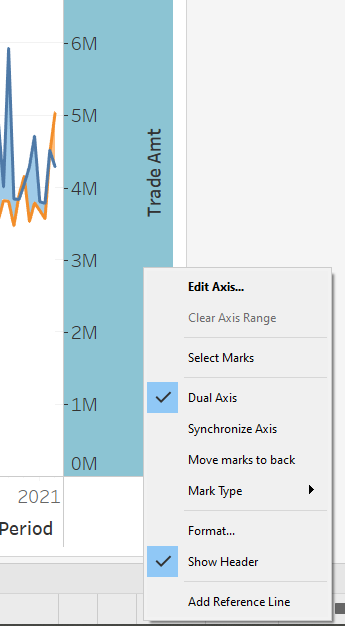 6M
5M
4M
3M
2M
1M
0M
Trade Amt
2021
Period
Edit Axis...
Clear Axis Range
Select Marks
Dual Axis
Synchronize Axis
Move marks to back
Mark Type
Format...
Show Header
Add Reference Line